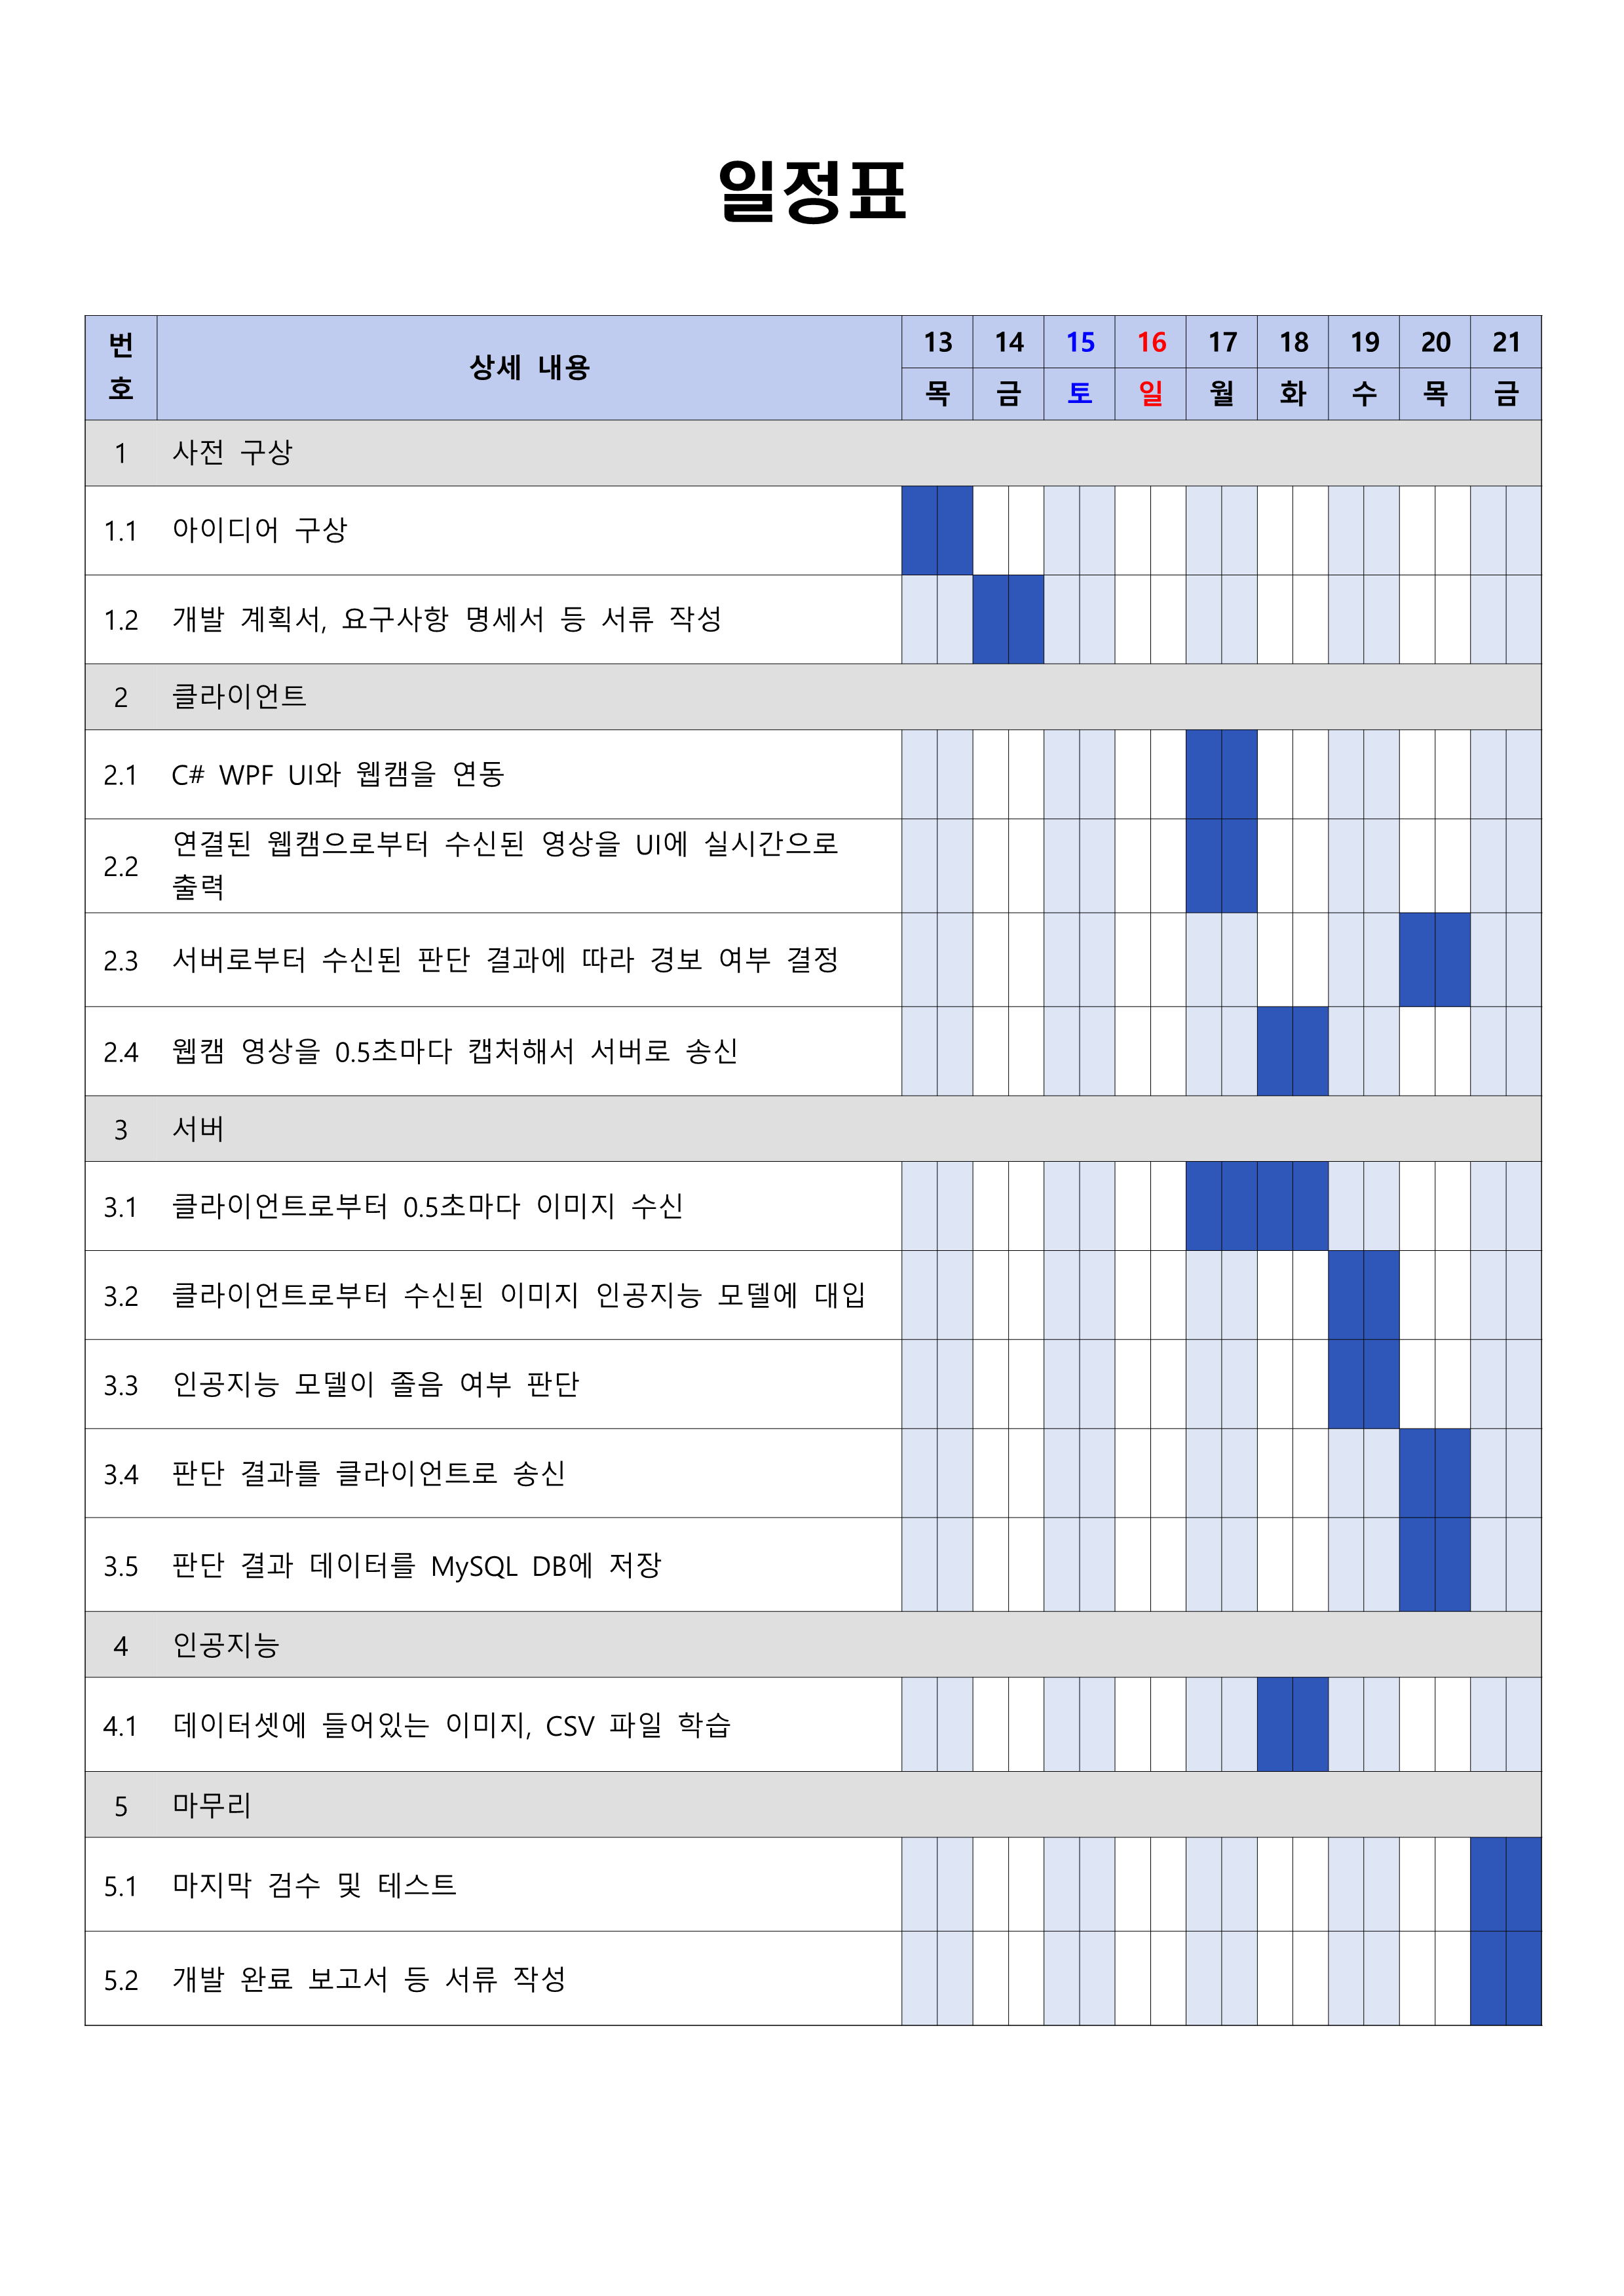 일정표
번호 상세 내용 13 14 15 16 17 18 19 20 21
목 금 토 일 월 화 수 목 금
1 사전 구상
1.1 아이디어 구상
1.2 개발 계획서, 요구사항 명세서 등 서류 작성
2 클라이언트
2.1 C# WPF UI와 웹캠을 연동
2.2 연결된 웹캠으로부터 수신된 영상을 UI에 실시간으로
출력
2.3 서버로부터 수신된 판단 결과에 따라 경보 여부 결정
2.4 웹캠 영상을 0.5초마다 캡처해서 서버로 송신
3 서버
3.1 클라이언트로부터 0.5초마다 이미지 수신
3.2 클라이언트로부터 수신된 이미지 인공지능 모델에 대입
3.3 인공지능 모델이 졸음 여부 판단
3.4 판단 결과를 클라이언트로 송신
3.5 판단 결과 데이터를 MySQL DB에 저장
4 인공지능
4.1 데이터셋에 들어있는 이미지, CSV 파일 학습
5 마무리
5.1 마지막 검수 및 테스트
5.2 개발 완료 보고서 등 서류 작성